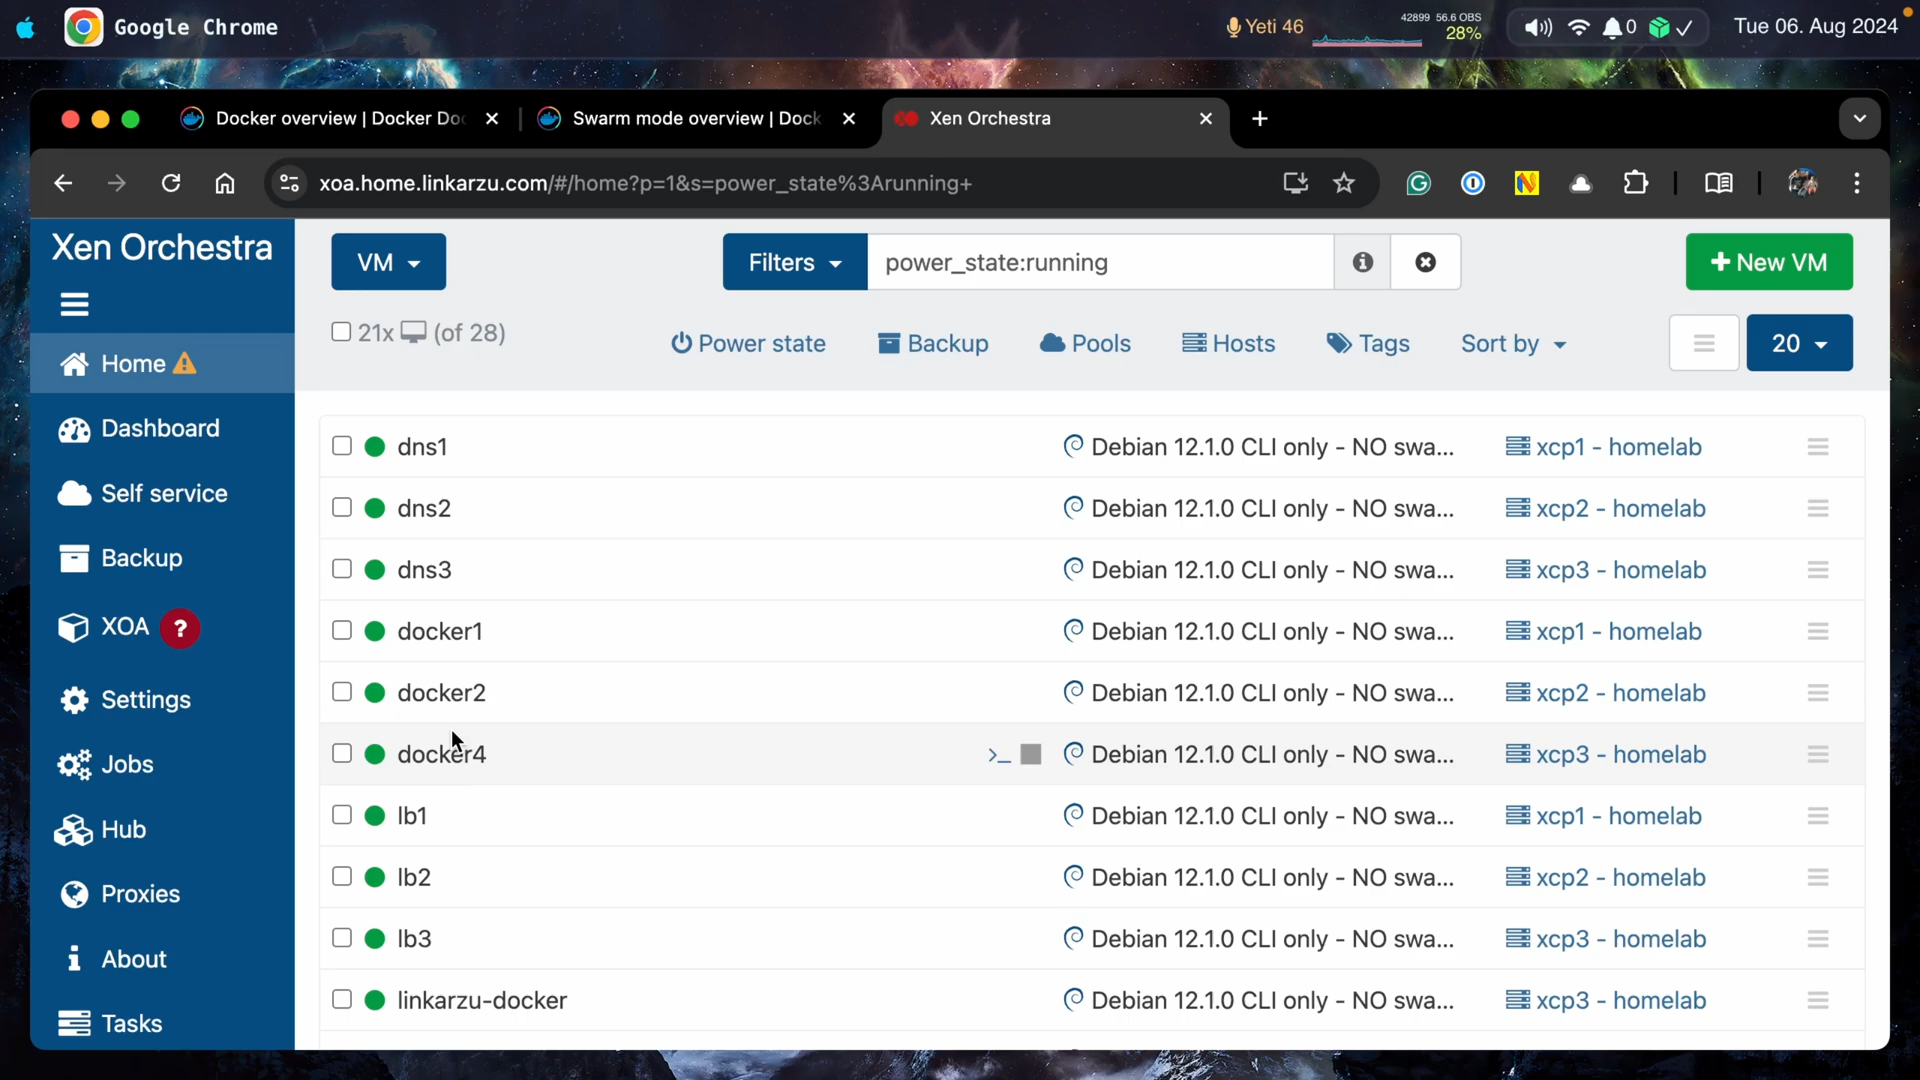 Google Chrome
Yeti 46
42899 56.6 OBS
28%
0
Tue 06. Aug 2024
Docker overview | Docker Do
Swarm mode overview | Dock
Xen Orchestra
xoa.home.linkarzu.com/#/home?p=1&s=power_state%3Arunning+
Xen Orchestra
VM
Filters
power_state:running
New VM
21x (of 28)
Power state
Backup
Pools
Hosts
Tags
Sort by
20
Home
Dashboard
Self service
Backup
XOA ?
Settings
Jobs
Hub
Proxies
About
Tasks
dns1 Debian 12.1.0 CLI only - NO swa... xcp1 - homelab
dns2 Debian 12.1.0 CLI only - NO swa... xcp2 - homelab
dns3 Debian 12.1.0 CLI only - NO swa... xcp3 - homelab
docker1 Debian 12.1.0 CLI only - NO swa... xcp1 - homelab
docker2 Debian 12.1.0 CLI only - NO swa... xcp2 - homelab
docker4 >_ Debian 12.1.0 CLI only - NO swa... xcp3 - homelab
lb1 Debian 12.1.0 CLI only - NO swa... xcp1 - homelab
lb2 Debian 12.1.0 CLI only - NO swa... xcp2 - homelab
lb3 Debian 12.1.0 CLI only - NO swa... xcp3 - homelab
linkarzu-docker Debian 12.1.0 CLI only - NO swa... xcp3 - homelab